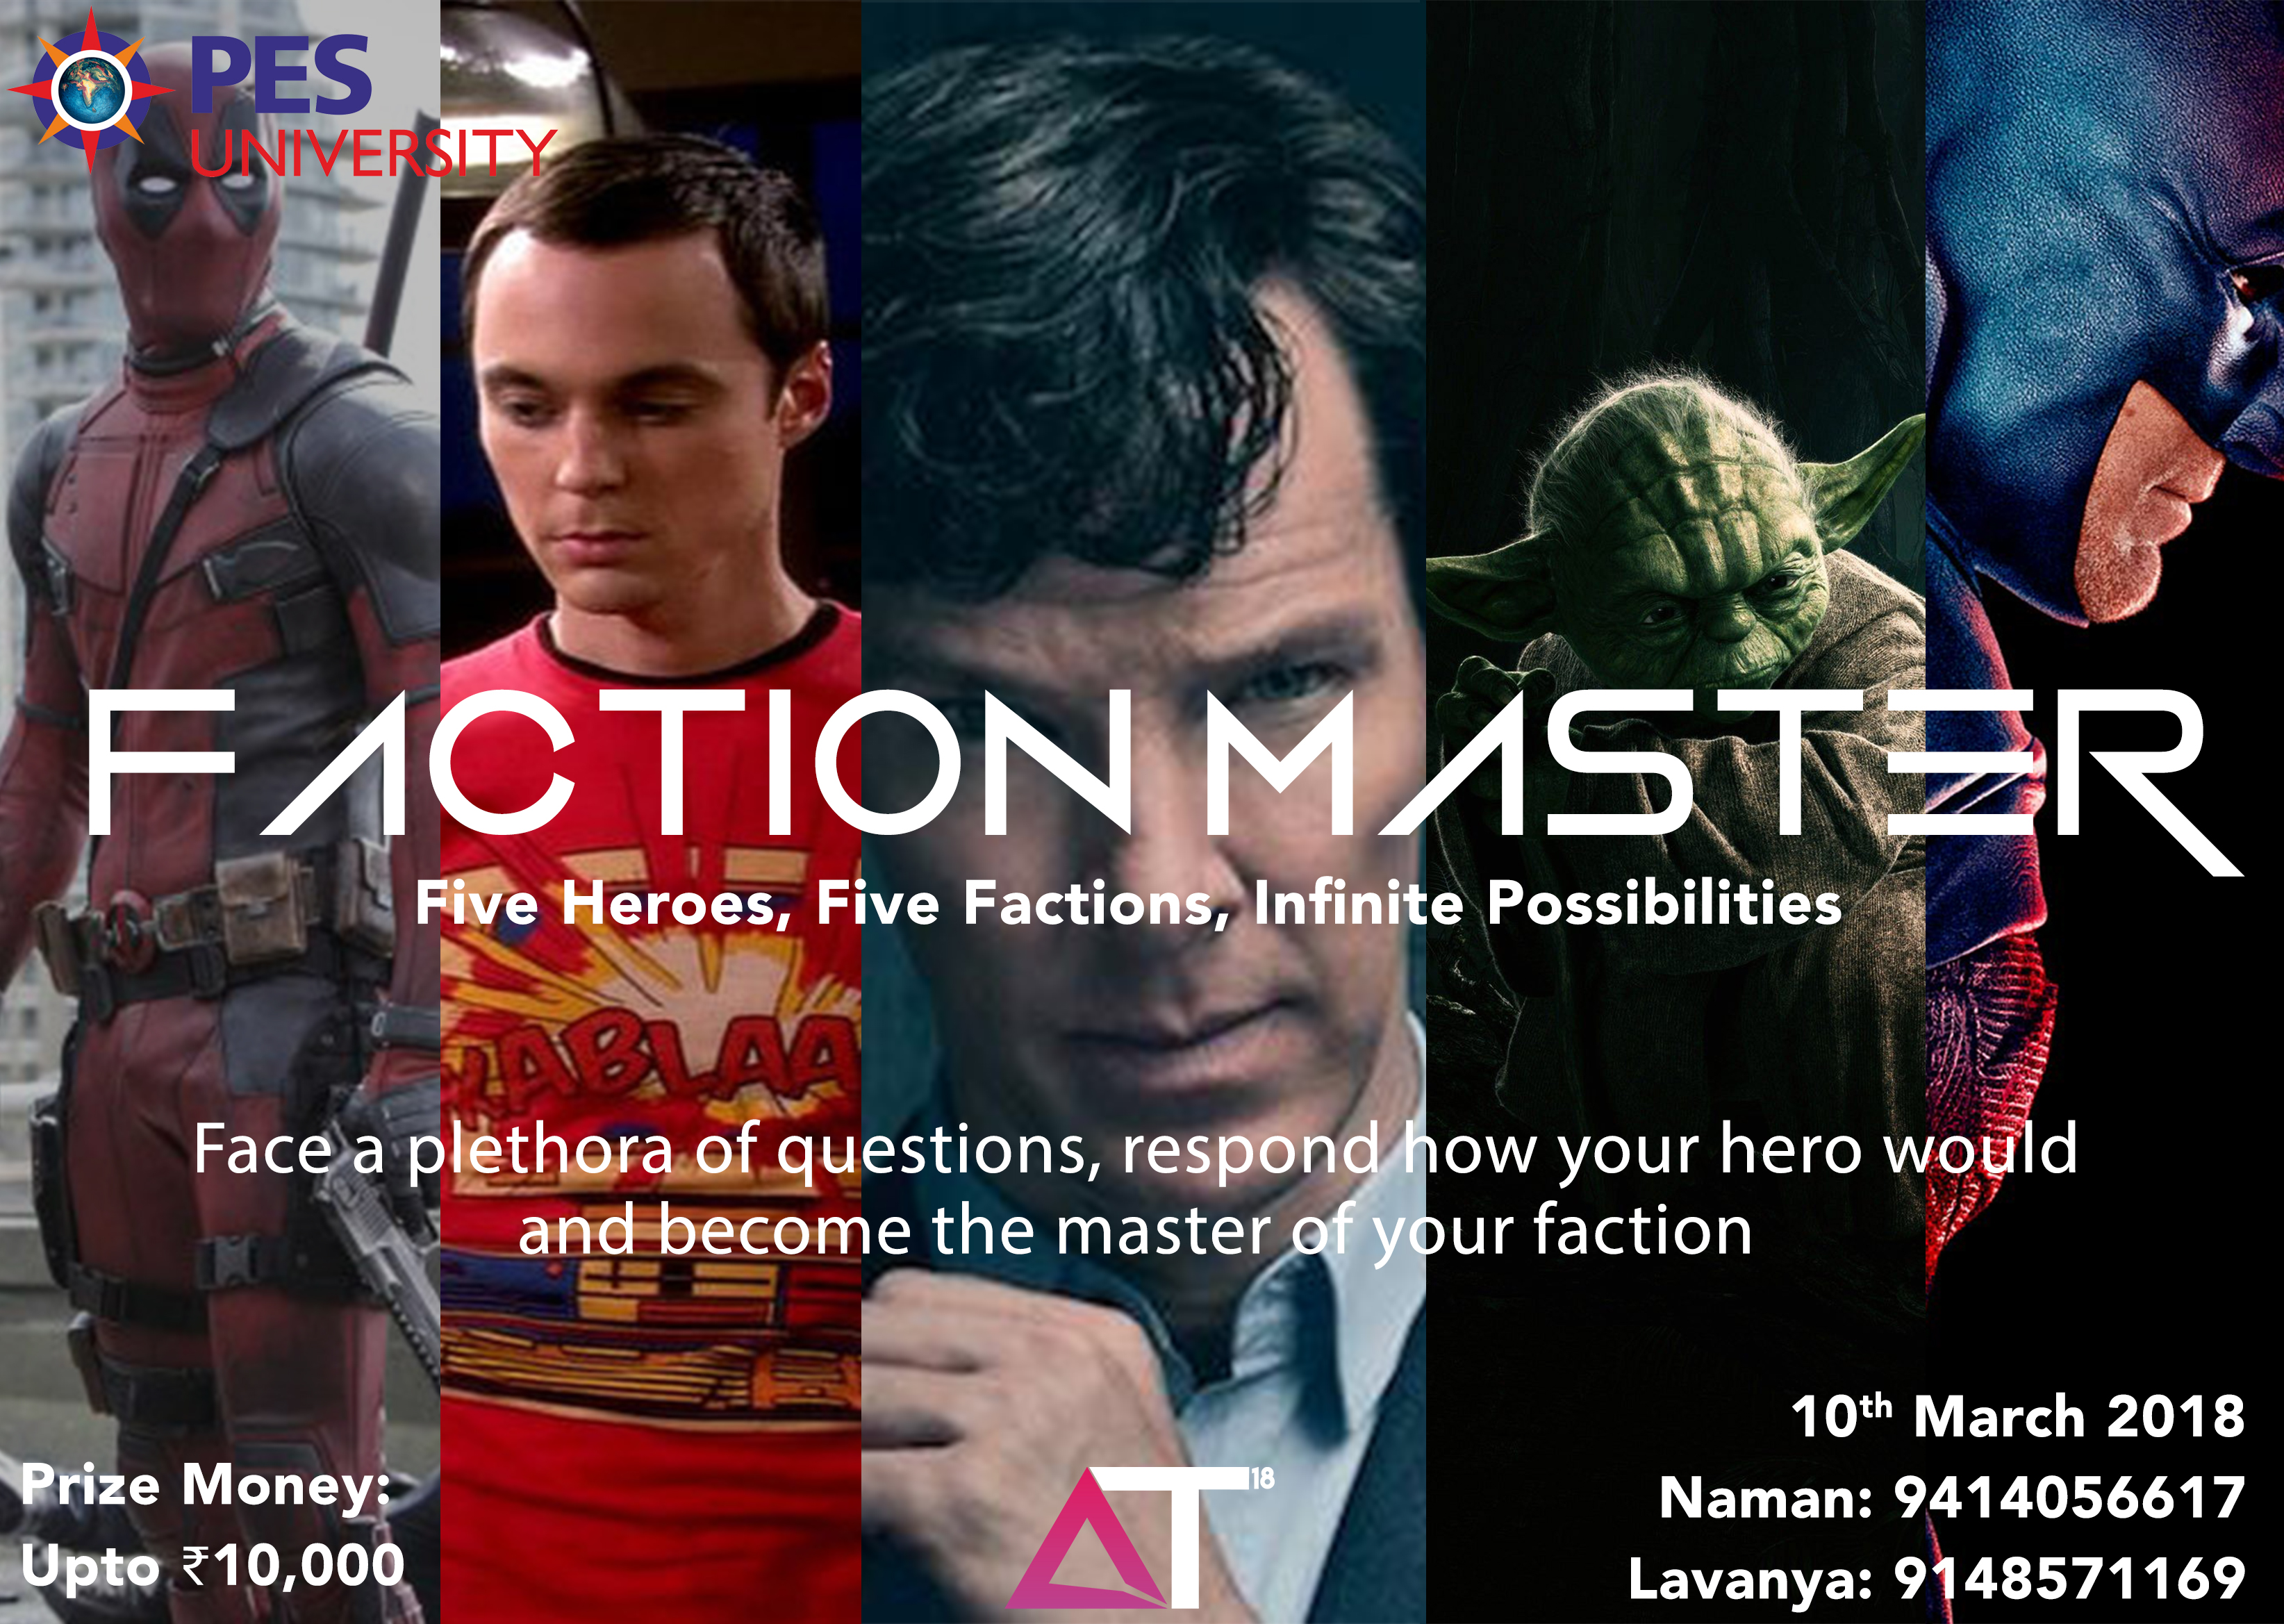 PES
UNIVERSITY
FACTION MASTER
Five Heroes, Five Factions, Infinite Possibilities
KABLAA
Face a plethora of questions, respond how your hero would
and become the master of your faction
Prize Money:
Upto ₹10,000
AT18
10th March 2018
Naman: 9414056617
Lavanya: 9148571169